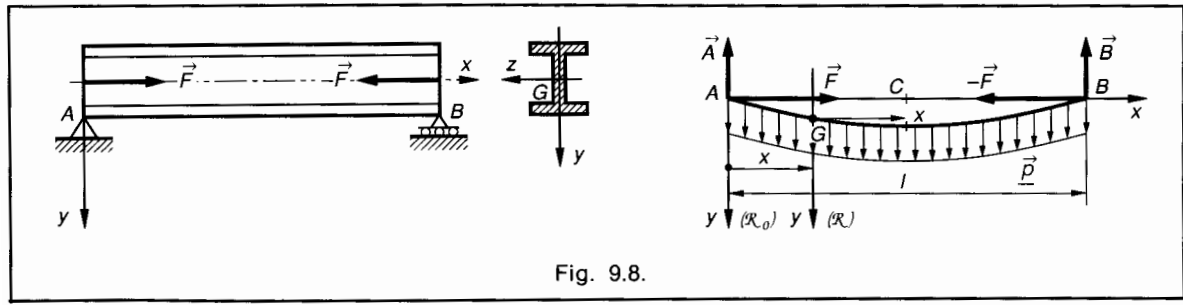 F⃗ -F⃗ x z A B G y y
A⃗ B⃗
A F⃗ C -F⃗ B
G x x
x l p⃗
y (ℛ₀) y (ℛ)
Fig. 9.8.